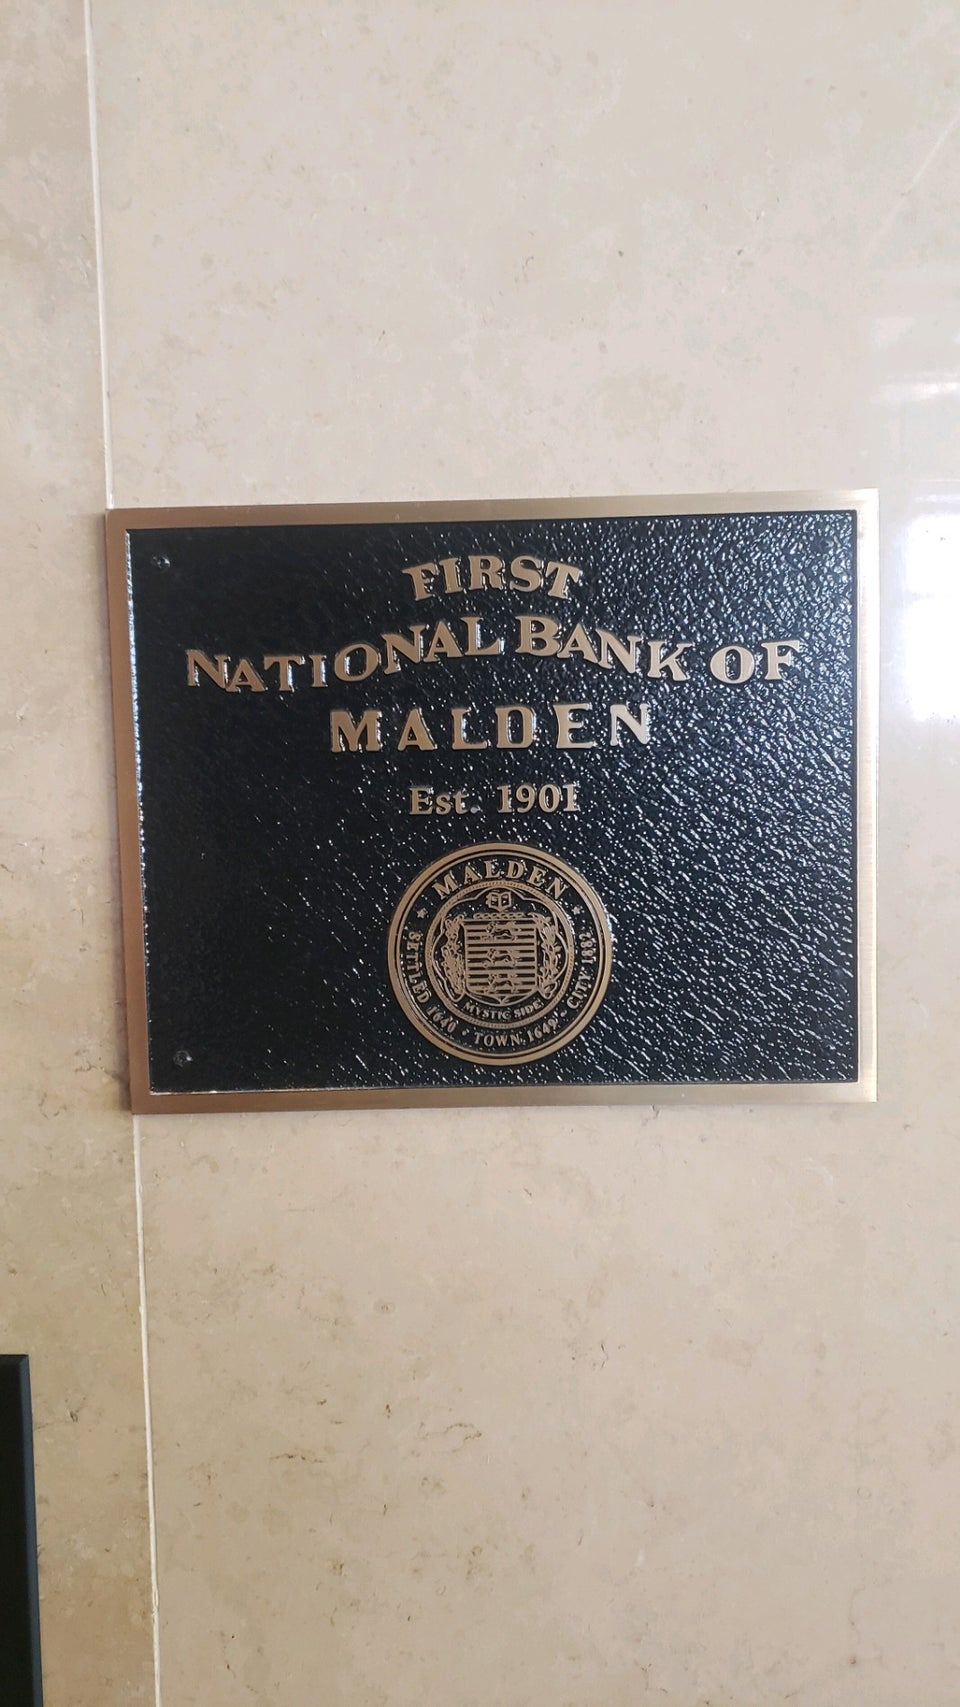 FIRST
NATIONAL BANK OF
MALDEN
Est. 1901
MALDEN
SETTLED 1640 • TOWN, 1649 • CITY 1882
MYSTIC SIDE